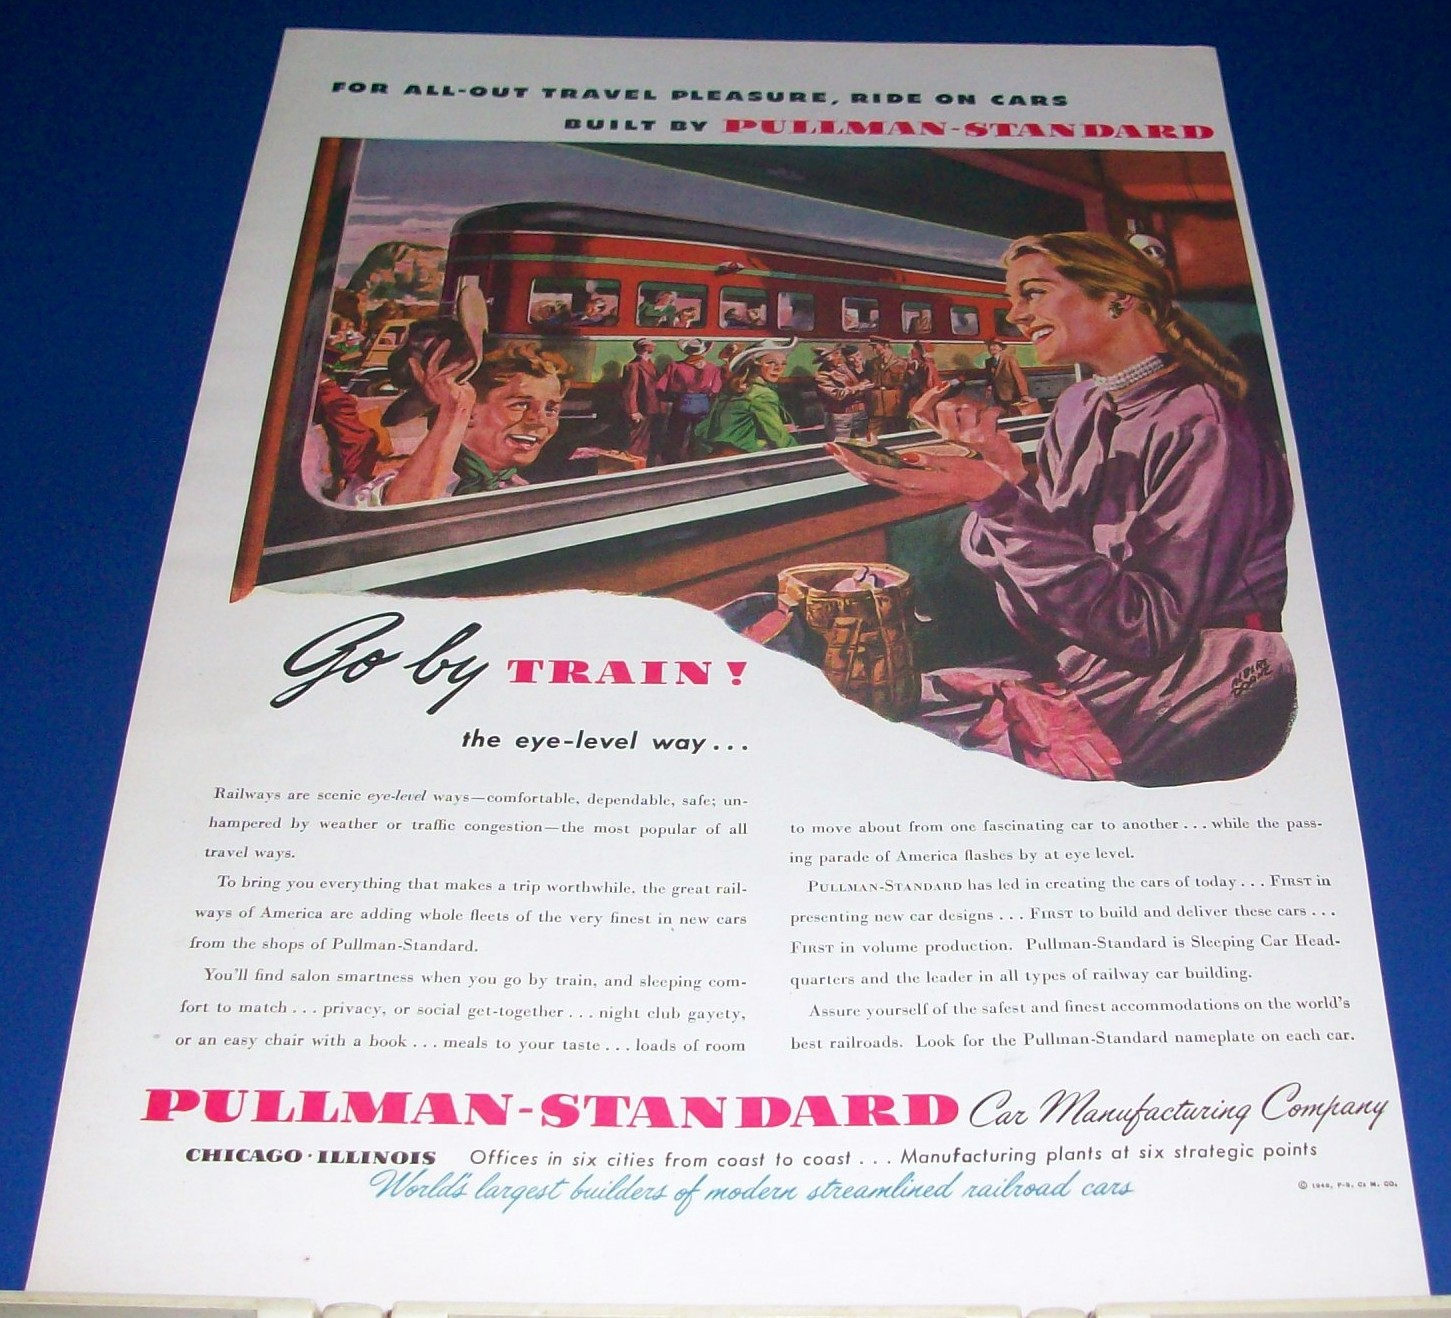 FOR ALL-OUT TRAVEL PLEASURE, RIDE ON CARS
BUILT BY PULLMAN-STANDARD
ALBERT DORNE
Go by TRAIN!
the eye-level way...
Railways are scenic eye-level ways—comfortable, dependable, safe; un-
hampered by weather or traffic congestion—the most popular of all
travel ways.
To bring you everything that makes a trip worthwhile, the great rail-
ways of America are adding whole fleets of the very finest in new cars
from the shops of Pullman-Standard.
You'll find salon smartness when you go by train, and sleeping com-
fort to match . . . privacy, or social get-together . . . night club gayety,
or an easy chair with a book . . . meals to your taste . . . loads of room
to move about from one fascinating car to another . . . while the pass-
ing parade of America flashes by at eye level.
PULLMAN-STANDARD has led in creating the cars of today . . . FIRST in
presenting new car designs . . . FIRST to build and deliver these cars . . .
FIRST in volume production. Pullman-Standard is Sleeping Car Head-
quarters and the leader in all types of railway car building.
Assure yourself of the safest and finest accommodations on the world's
best railroads. Look for the Pullman-Standard nameplate on each car.
PULLMAN-STANDARD Car Manufacturing Company
CHICAGO · ILLINOIS Offices in six cities from coast to coast . . . Manufacturing plants at six strategic points
World's largest builders of modern streamlined railroad cars
© 1948, P-S. C. M. CO.